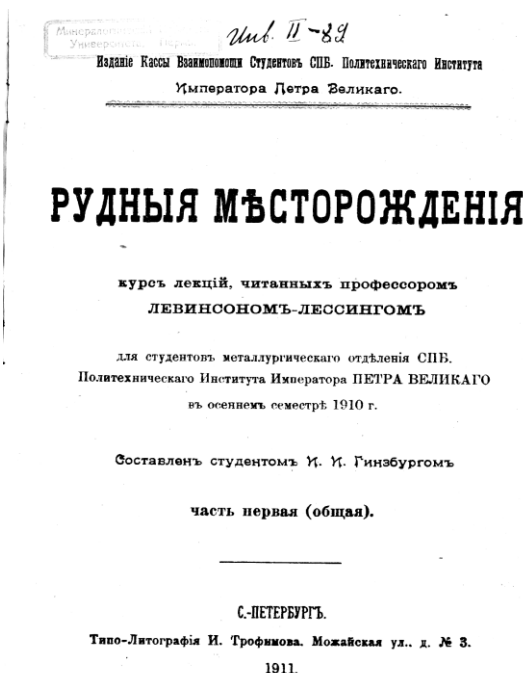 Инв. II-89
Изданіе Кассы Взаимопомощи Студентовъ СПБ. Политехническаго Института
Императора Петра Великаго.
РУДНЫЯ МѢСТОРОЖДЕНІЯ
курсъ лекцій, читанныхъ профессоромъ
ЛЕВИНСОНОМЪ-ЛЕССИНГОМЪ
для студентовъ металлургическаго отдѣленія СПБ.
Политехническаго Института Императора ПЕТРА ВЕЛИКАГО
въ осеннемъ семестрѣ 1910 г.
Составленъ студентомъ И. И. Гинзбургомъ
часть первая (общая).
С.-ПЕТЕРБУРГЪ.
Типо-Литографія И. Трофимова. Можайская ул.. д. № 3.
1911.